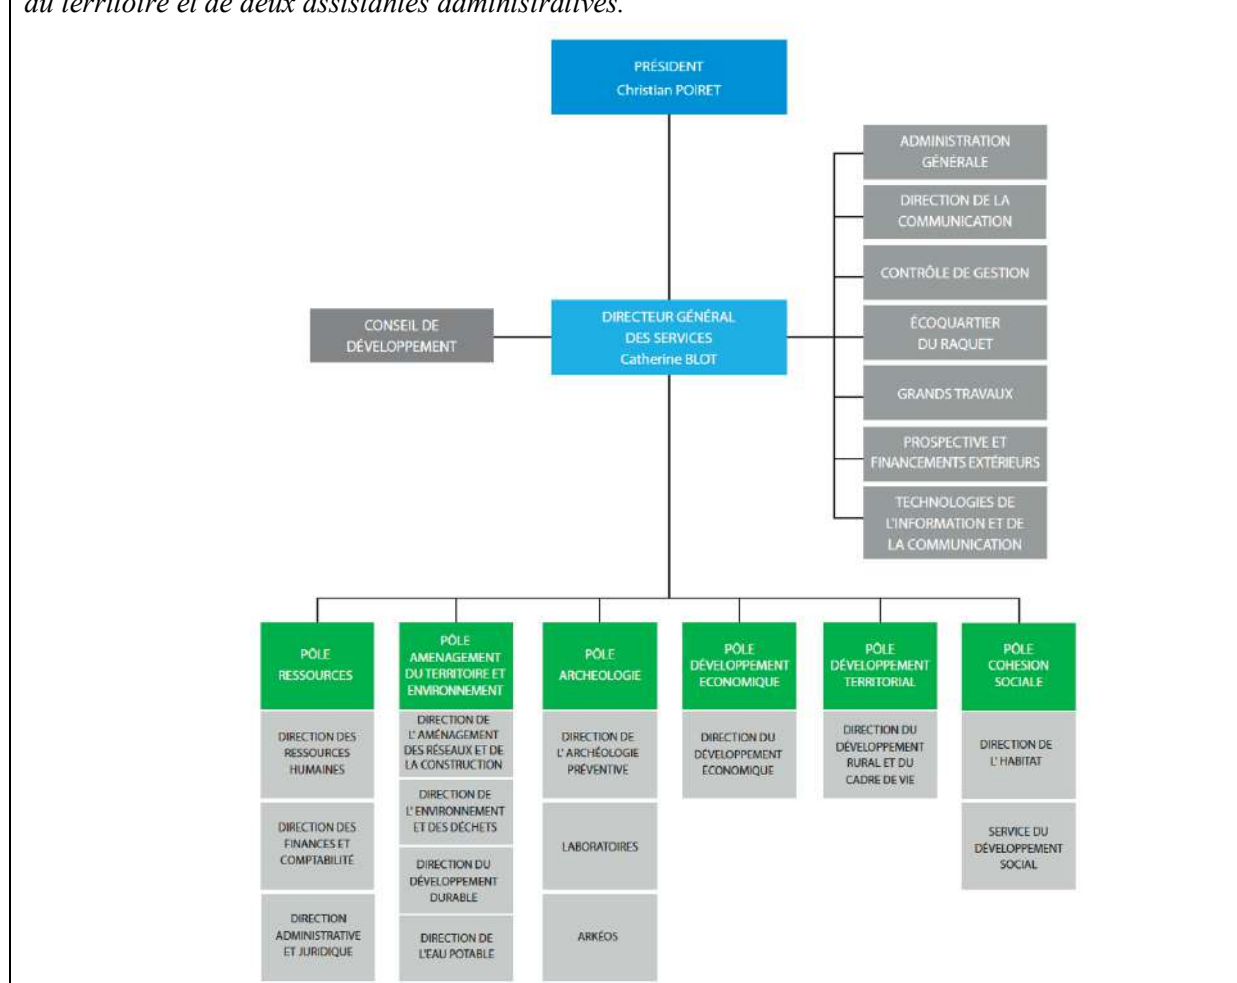 au territoire et de deux assistantes administratives.
PRÉSIDENT
Christian POIRET
ADMINISTRATION
GÉNÉRALE
DIRECTION DE LA
COMMUNICATION
CONTRÔLE DE GESTION
CONSEIL DE
DÉVELOPPEMENT
DIRECTEUR GÉNÉRAL
DES SERVICES
Catherine BLOT
ÉCOQUARTIER
DU RAQUET
GRANDS TRAVAUX
PROSPECTIVE ET
FINANCEMENTS EXTÉRIEURS
TECHNOLOGIES DE
L'INFORMATION ET DE
LA COMMUNICATION
PÔLE
RESSOURCES
DIRECTION DES
RESSOURCES
HUMAINES
DIRECTION DES
FINANCES ET
COMPTABILITÉ
DIRECTION
ADMINISTRATIVE
ET JURIDIQUE
PÔLE
AMENAGEMENT
DU TERRITOIRE ET
ENVIRONNEMENT
DIRECTION DE
L' AMÉNAGEMENT
DES RÉSEAUX ET DE
LA CONSTRUCTION
DIRECTION DE
L' ENVIRONNEMENT
ET DES DÉCHETS
DIRECTION DU
DÉVELOPPEMENT
DURABLE
DIRECTION DE
L'EAU POTABLE
PÔLE
ARCHEOLOGIE
DIRECTION DE
L' ARCHÉOLOGIE
PRÉVENTIVE
LABORATOIRES
ARKÉOS
PÔLE
DÉVELOPPEMENT
ECONOMIQUE
DIRECTION DU
DÉVELOPPEMENT
ÉCONOMIQUE
PÔLE
DÉVELOPPEMENT
TERRITORIAL
DIRECTION DU
DÉVELOPPEMENT
RURAL ET DU
CADRE DE VIE
PÔLE
COHESION
SOCIALE
DIRECTION DE
L' HABITAT
SERVICE DU
DÉVELOPPEMENT
SOCIAL